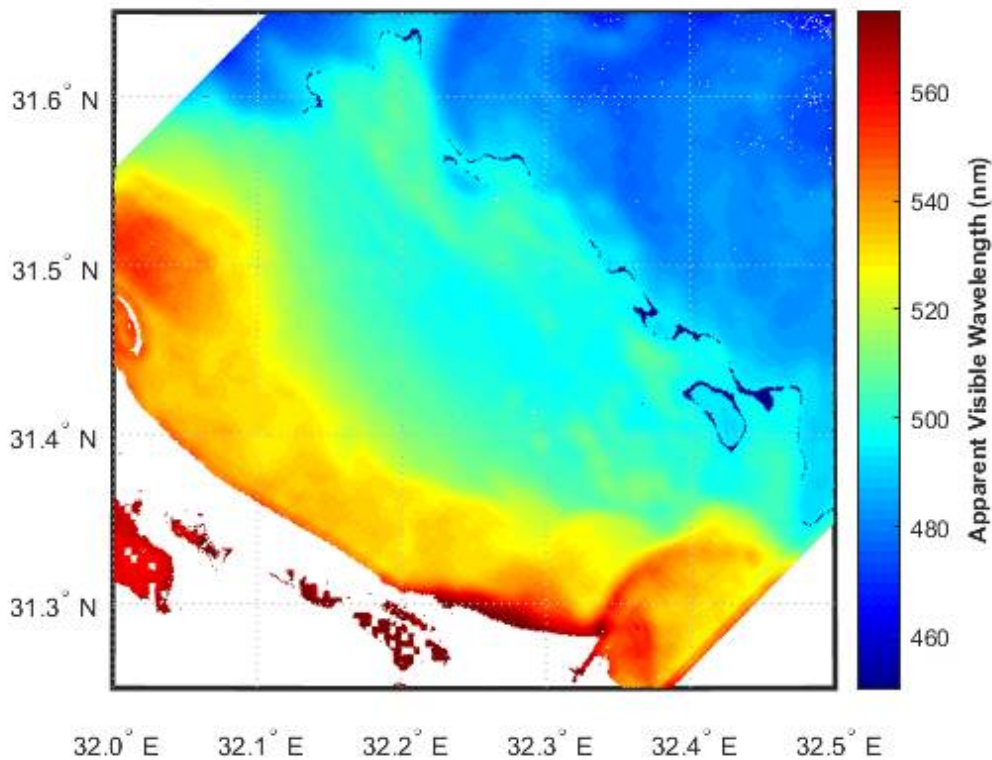 31.6° N
31.5° N
31.4° N
31.3° N
32.0° E 32.1° E 32.2° E 32.3° E 32.4° E 32.5° E
560
540
520
500
480
460
Apparent Visible Wavelength (nm)